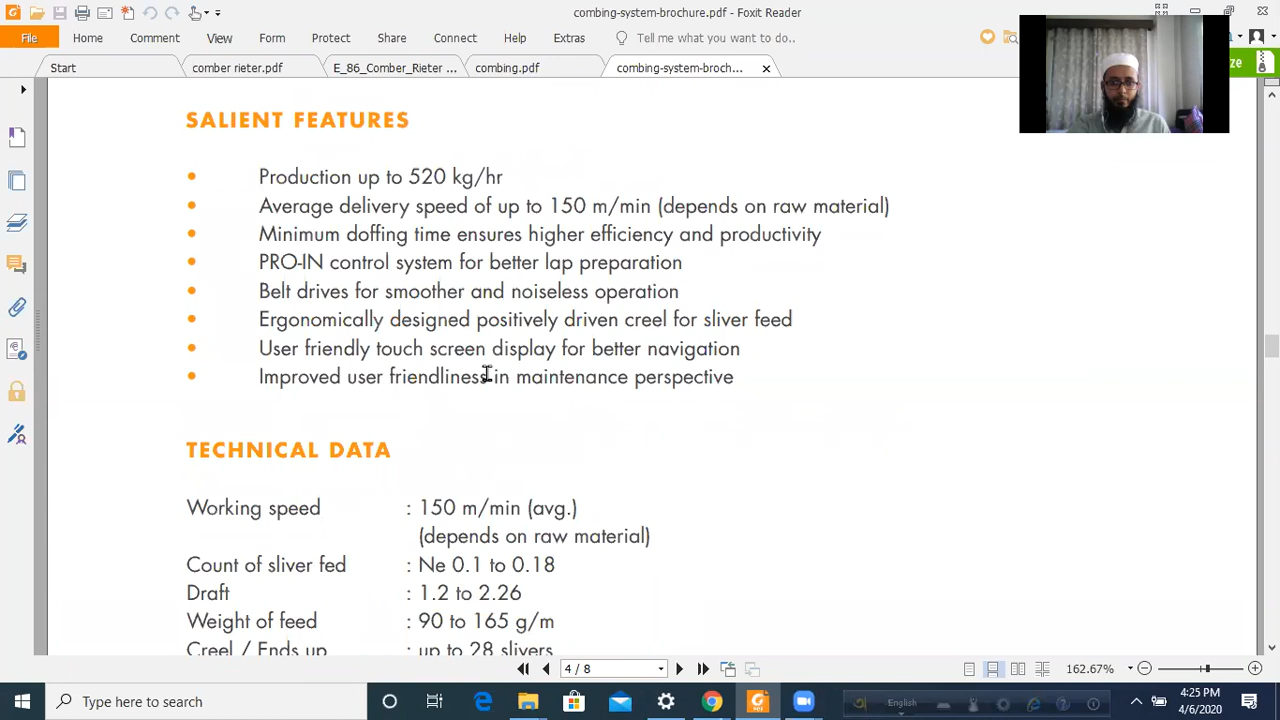 combing-system-brochure.pdf - Foxit Reader
File Home Comment View Form Protect Share Connect Help Extras Tell me what you want to do..
Start comber rieter.pdf E_86_Comber_Rieter ... combing.pdf combing-system-broch...
SALIENT FEATURES
• Production up to 520 kg/hr
• Average delivery speed of up to 150 m/min (depends on raw material)
• Minimum doffing time ensures higher efficiency and productivity
• PRO-IN control system for better lap preparation
• Belt drives for smoother and noiseless operation
• Ergonomically designed positively driven creel for sliver feed
• User friendly touch screen display for better navigation
• Improved user friendliness in maintenance perspective
TECHNICAL DATA
Working speed : 150 m/min (avg.)
(depends on raw material)
Count of sliver fed : Ne 0.1 to 0.18
Draft : 1.2 to 2.26
Weight of feed : 90 to 165 g/m
Creel / Ends up : up to 28 slivers
4 / 8 162.67%
Type here to search English 4:25 PM
4/6/2020